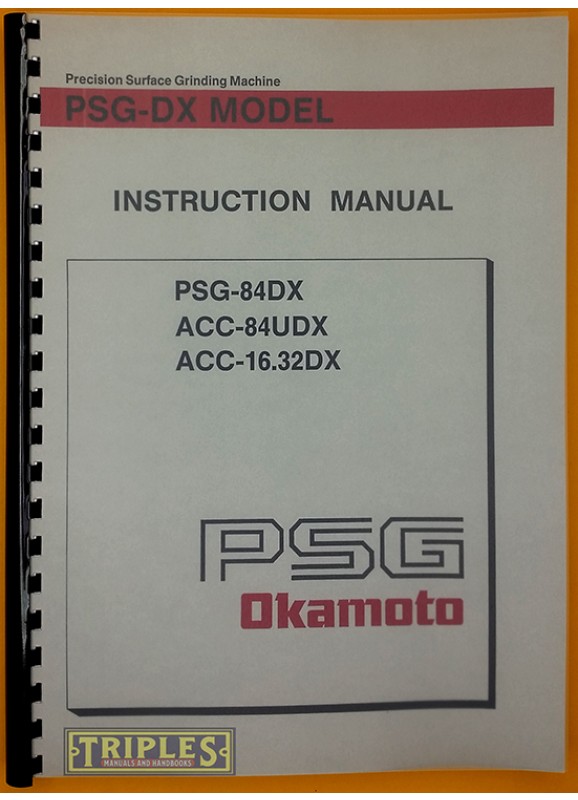 Precision Surface Grinding Machine
PSG-DX MODEL
INSTRUCTION MANUAL
PSG-84DX
ACC-84UDX
ACC-16.32DX
PSG
Okamoto
TRIPLES
MANUALS AND HANDBOOKS